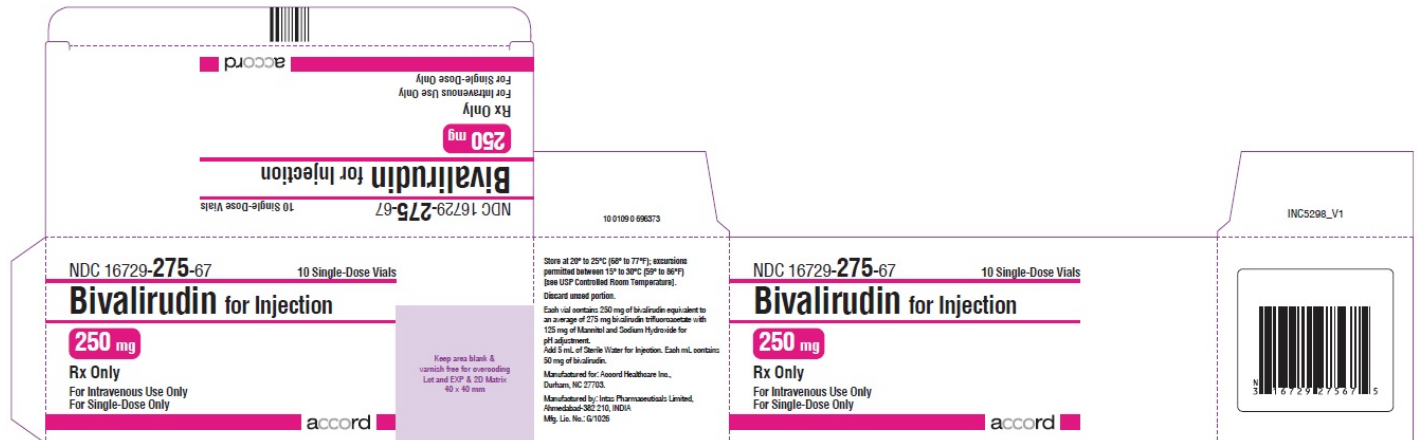 accord
For Single-Dose Only
For Intravenous Use Only
Rx Only
250 mg
Bivalirudin for Injection
NDC 16729-275-67 10 Single-Dose Vials
10 0109 0 696373
INC5298_V1
NDC 16729-275-67 10 Single-Dose Vials
Bivalirudin for Injection
250 mg
Rx Only
For Intravenous Use Only
For Single-Dose Only
accord
Keep area blank &
varnish free for overcoding
Lot and EXP & 2D Matrix
40 x 40 mm
Store at 20° to 25°C (68° to 77°F); excursions
permitted between 15° to 30°C (59° to 86°F)
[see USP Controlled Room Temperature].
Discard unsed portion.
Each vial contains 250 mg of bivalirudin equivalent to
an average of 275 mg bivalirudin trifluoroacetate with
125 mg of Mannitol and Sodium Hydroxide for
pH adjustment.
Add 5 mL of Sterile Water for Injection. Each mL contains
50 mg of bivalirudin.
Manufactured for: Accord Healthcare Inc.,
Durham, NC 27703.
Manufactured by: Intas Pharmaceuticals Limited,
Ahmedabad-382 210, INDIA
Mfg. Lic. No.: G/1026
NDC 16729-275-67 10 Single-Dose Vials
Bivalirudin for Injection
250 mg
Rx Only
For Intravenous Use Only
For Single-Dose Only
accord
N
3 16729 27567 5